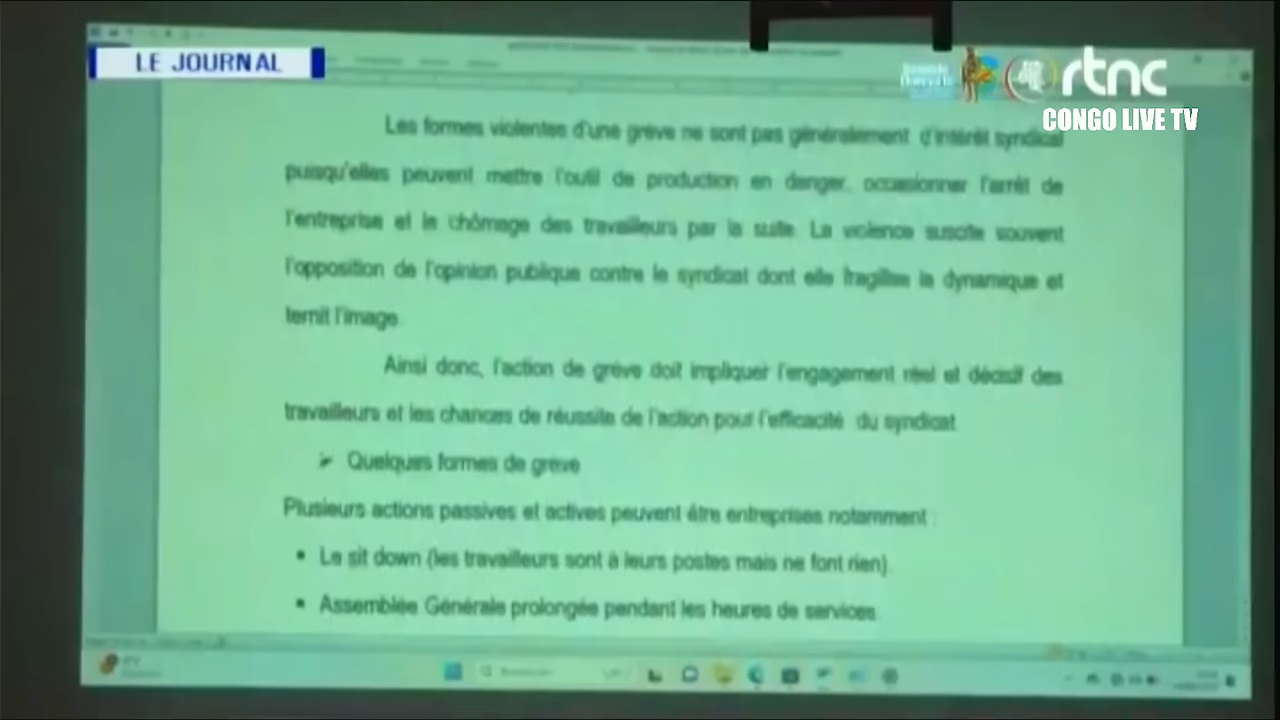 LE JOURNAL
rtnc
CONGO LIVE TV
Les formes violentes d'une grève ne sont pas généralement d'intérêt syndical
puisqu'elles peuvent mettre l'outil de production en danger, occasionner l'arrêt de
l'entreprise et le chômage des travailleurs par la suite. La violence suscite souvent
l'opposition de l'opinion publique contre le syndicat dont elle fragilise la dynamique et
ternit l'image.
Ainsi donc, l'action de grève doit impliquer l'engagement réel et décisif des
travailleurs et les chances de réussite de l'action pour l'efficacité du syndicat.
➢ Quelques formes de grève
Plusieurs actions passives et actives peuvent être entreprises notamment :
• Le sit down (les travailleurs sont à leurs postes mais ne font rien).
• Assemblée Générale prolongée pendant les heures de services.